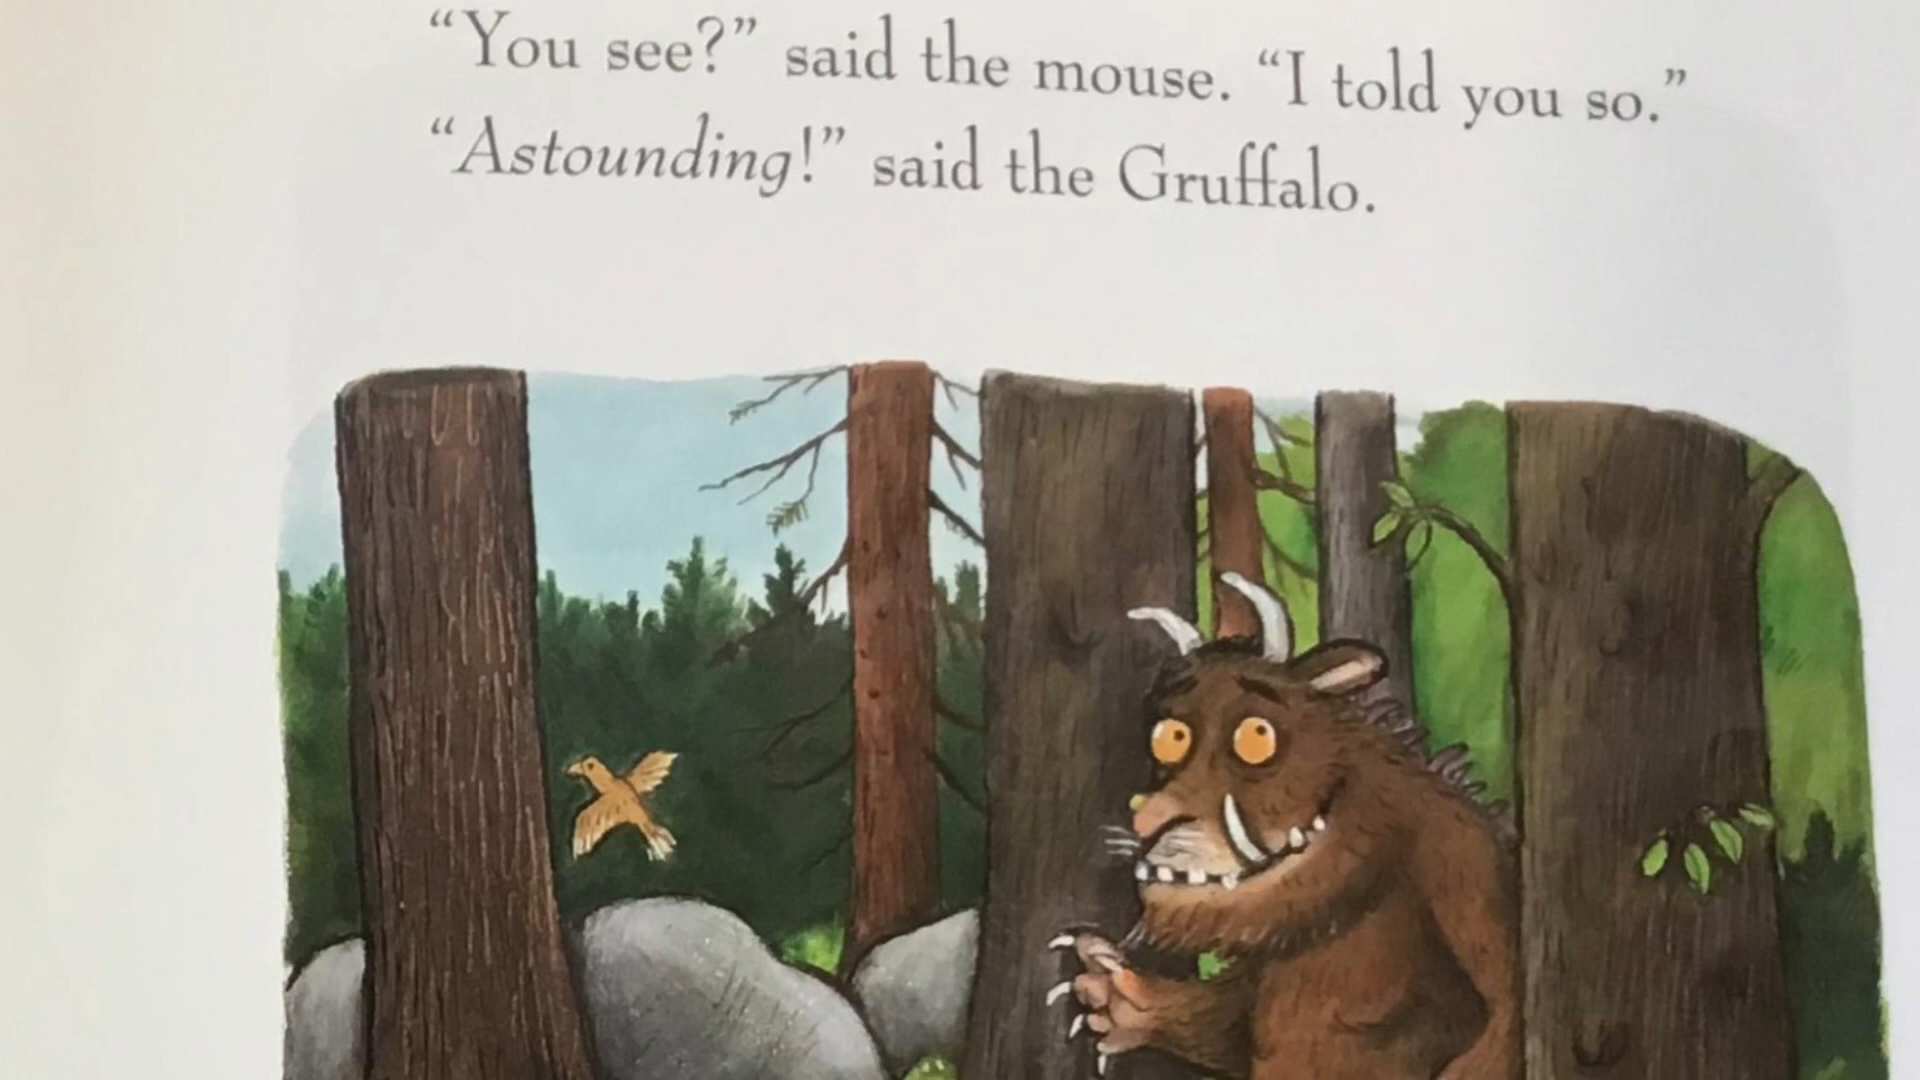 “You see?” said the mouse. “I told you so.”
“Astounding!” said the Gruffalo.